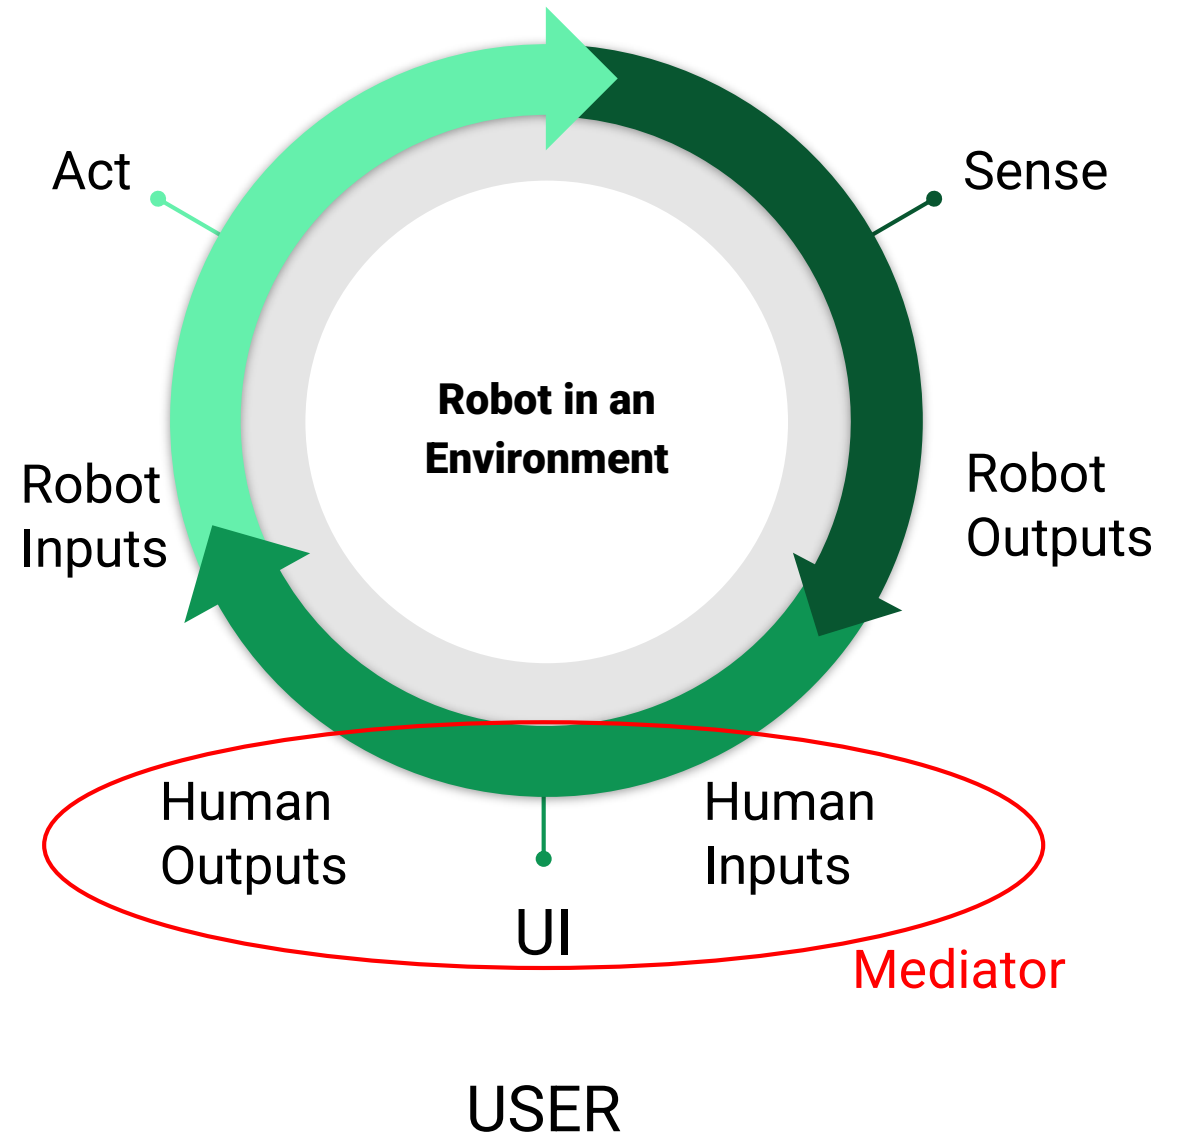 Act
Sense
Robot in an
Environment
Robot
Inputs
Robot
Outputs
Human
Outputs
Human
Inputs
UI
Mediator
USER